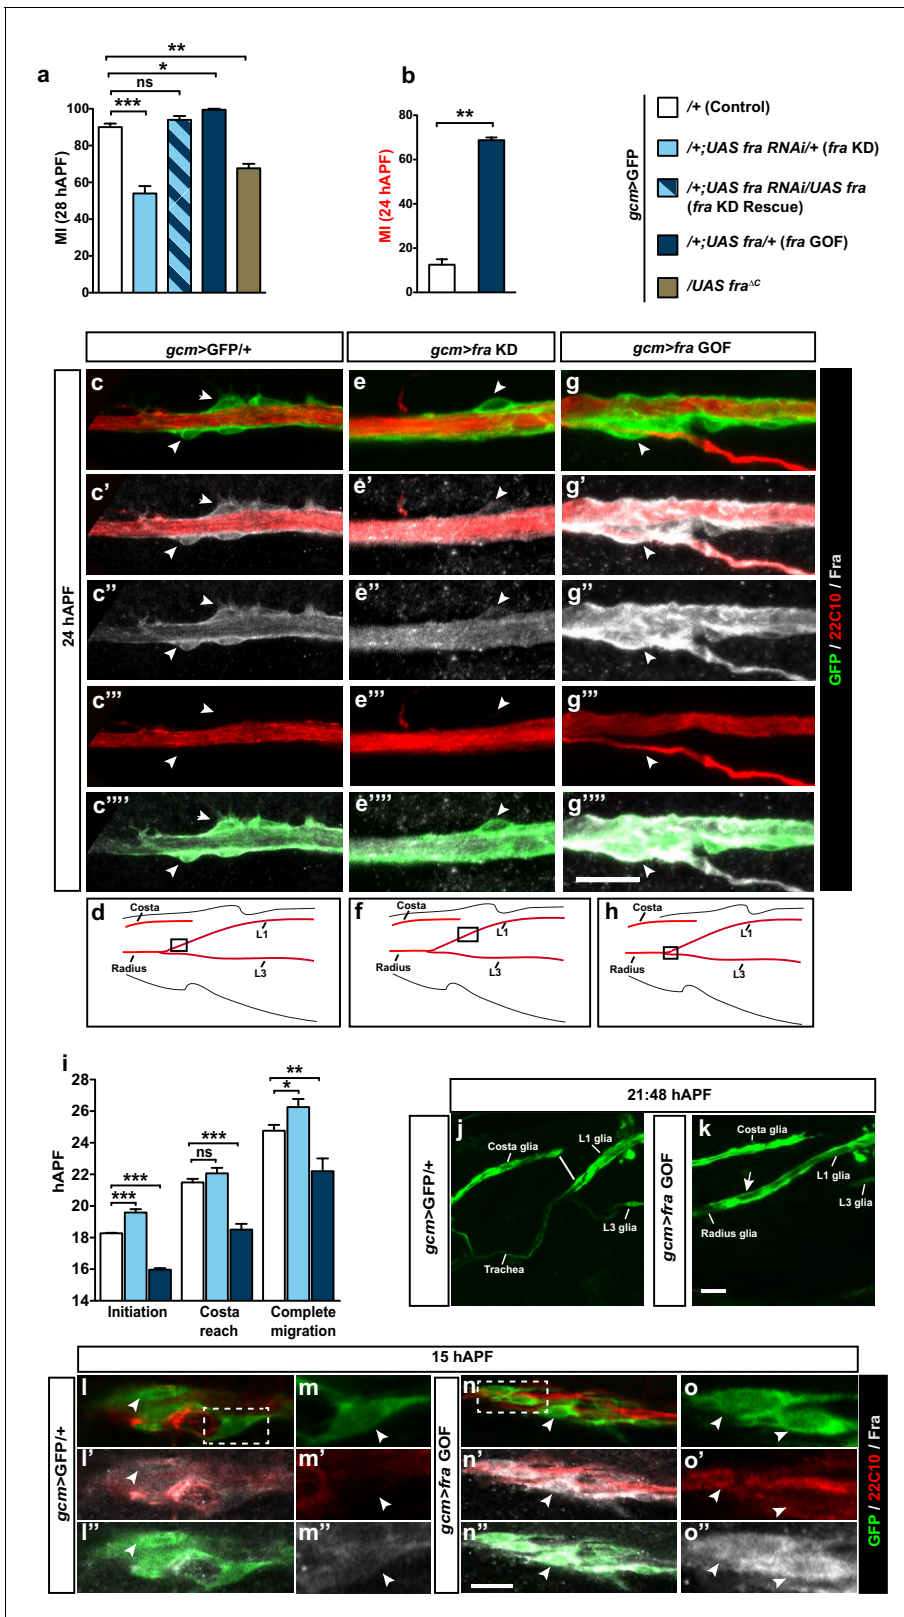 a
**
*
ns
***
100
80
60
40
20
0
MI (28 hAPF)
b
**
80
60
40
20
0
MI (24 hAPF)
gcm>GFP
/+ (Control)
/+;UAS fra RNAi/+ (fra KD)
/+;UAS fra RNAi/UAS fra
(fra KD Rescue)
/+;UAS fra/+ (fra GOF)
/UAS fraΔC
gcm>GFP/+
gcm>fra KD
gcm>fra GOF
24 hAPF
c
e
g
c'
e'
g'
c''
e''
g''
c'''
e'''
g'''
c''''
e''''
g''''
GFP / 22C10 / Fra
d
Costa
L1
Radius
L3
f
Costa
L1
Radius
L3
h
Costa
L1
Radius
L3
i
28
26
24
22
20
18
16
14
hAPF
***
***
***
ns
**
*
Initiation
Costa
reach
Complete
migration
21:48 hAPF
gcm>GFP/+
j
Costa glia
L1 glia
L3 glia
Trachea
gcm>fra GOF
k
Costa glia
L1 glia
L3 glia
Radius glia
15 hAPF
gcm>GFP/+
l
m
gcm>fra GOF
n
o
l'
m'
n'
o'
l''
m''
n''
o''
GFP / 22C10 / Fra